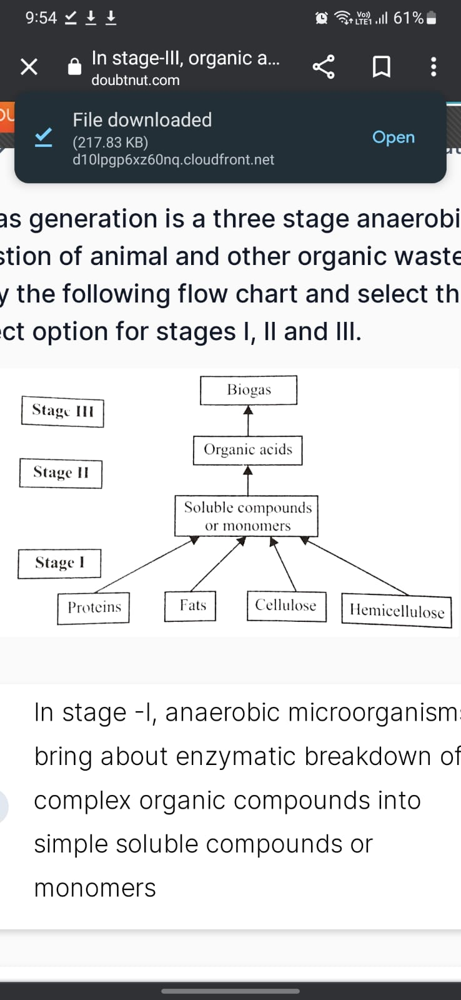 9:54
Vo))
LTE1
61%
In stage-III, organic a...
doubtnut.com
File downloaded
(217.83 KB)
d10lpgp6xz60nq.cloudfront.net
Open
as generation is a three stage anaerobi
stion of animal and other organic waste
y the following flow chart and select th
ect option for stages I, II and III.
Biogas
Stage III
Organic acids
Stage II
Soluble compounds
or monomers
Stage I
Proteins
Fats
Cellulose
Hemicellulose
In stage -I, anaerobic microorganisms
bring about enzymatic breakdown of
complex organic compounds into
simple soluble compounds or
monomers